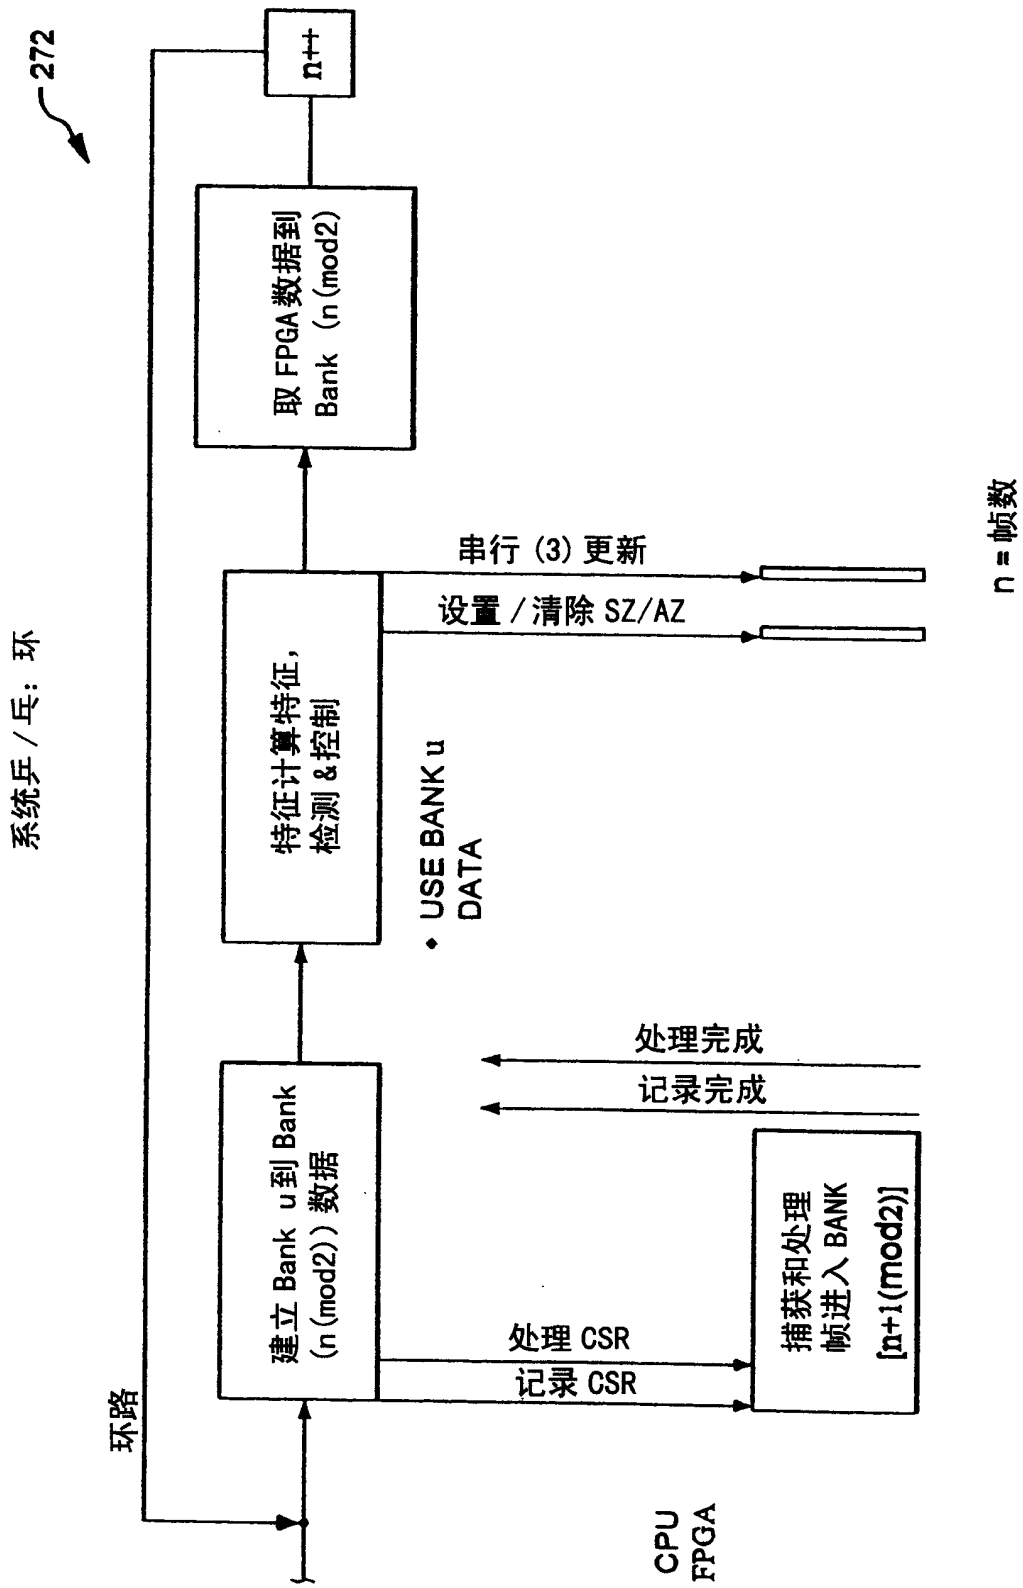 系统乒/乓: 环
272
环路
建立 Bank u 到 Bank
(n(mod2)) 数据
特征计算特征,
检测&控制
取 FPGA 数据到
Bank (n(mod2)
n++
• USE BANK u
DATA
处理 CSR
记录 CSR
处理完成
记录完成
串行 (3) 更新
设置/清除 SZ/AZ
CPU
FPGA
捕获和处理
帧进入 BANK
[n+1(mod2)]
n = 帧数